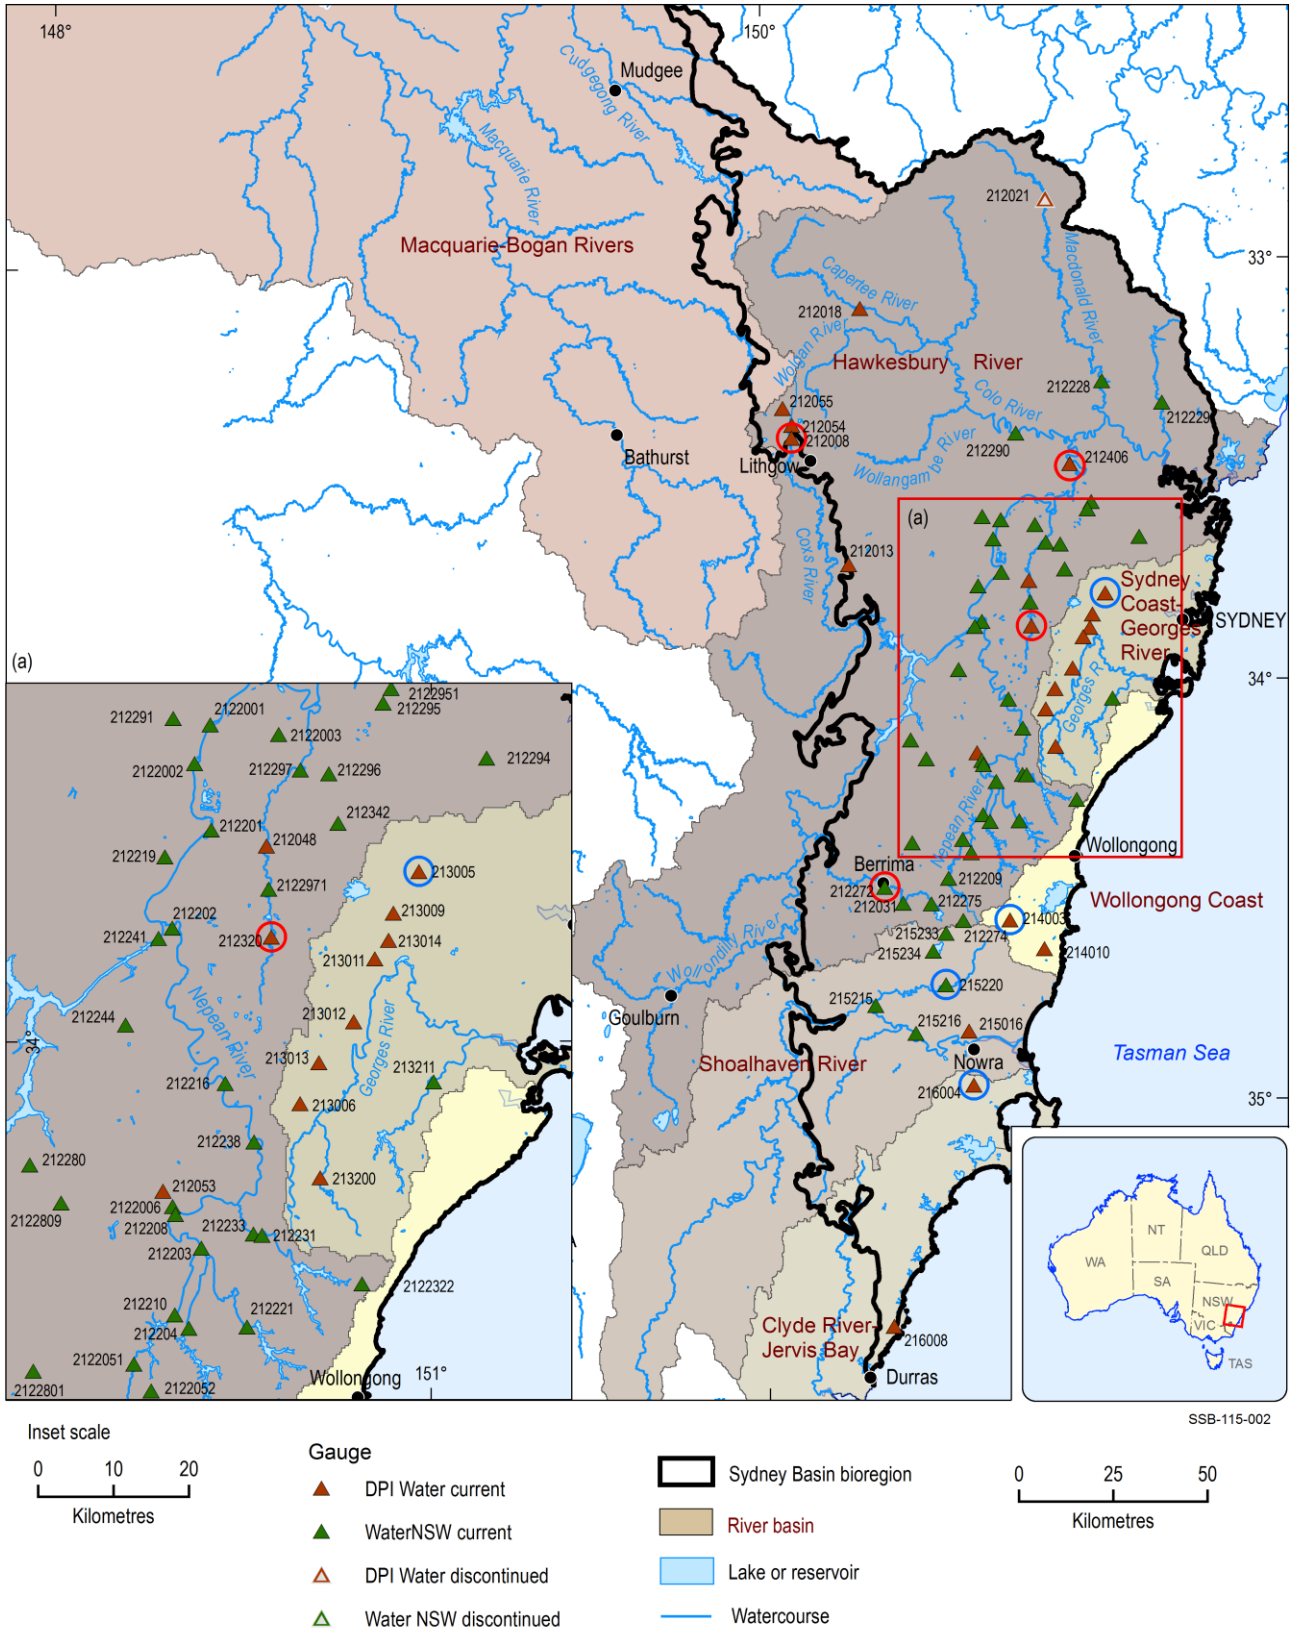 148°
150°
Mudgee
Cudgegong River
Macquarie River
212021
Macquarie-Bogan Rivers
33°
Macdonald River
Capertee River
212018
Wolgan River
Hawkesbury River
212228
Colo River
212055
212229
212054
212008
212290
Bathurst
Lithgow
Wollangambe River
212406
(a)
Coxs River
212013
Sydney
Coast-
Georges
River
SYDNEY
Georges R
34°
Nepean River
Wollongong
Berrima
212272
212209
212031
212275
Wollongong Coast
214003
215233
212274
215234
214010
Wollondilly River
215220
Goulburn
215215
215216
215016
Nowra
Shoalhaven River
Tasman Sea
216004
35°
Clyde River-
Jervis Bay
216008
Durras
(a)
2122951
212295
212291
2122001
2122003
212294
2122002
212297
212296
212342
212201
212048
212219
2122971
213005
213009
212202
212241
212320
213014
213011
Nepean River
212244
213012
Georges River
34°
213013
213211
212216
213006
212238
212280
213200
212053
2122006
2122809
212208
212233
212231
212203
2122322
212210
212221
212204
2122051
2122801
2122052
Wollongong
151°
WA
NT
QLD
SA
NSW
VIC
TAS
SSB-115-002
Inset scale
0 10 20
Kilometres
Gauge
DPI Water current
WaterNSW current
DPI Water discontinued
Water NSW discontinued
Sydney Basin bioregion
River basin
Lake or reservoir
Watercourse
0 25 50
Kilometres